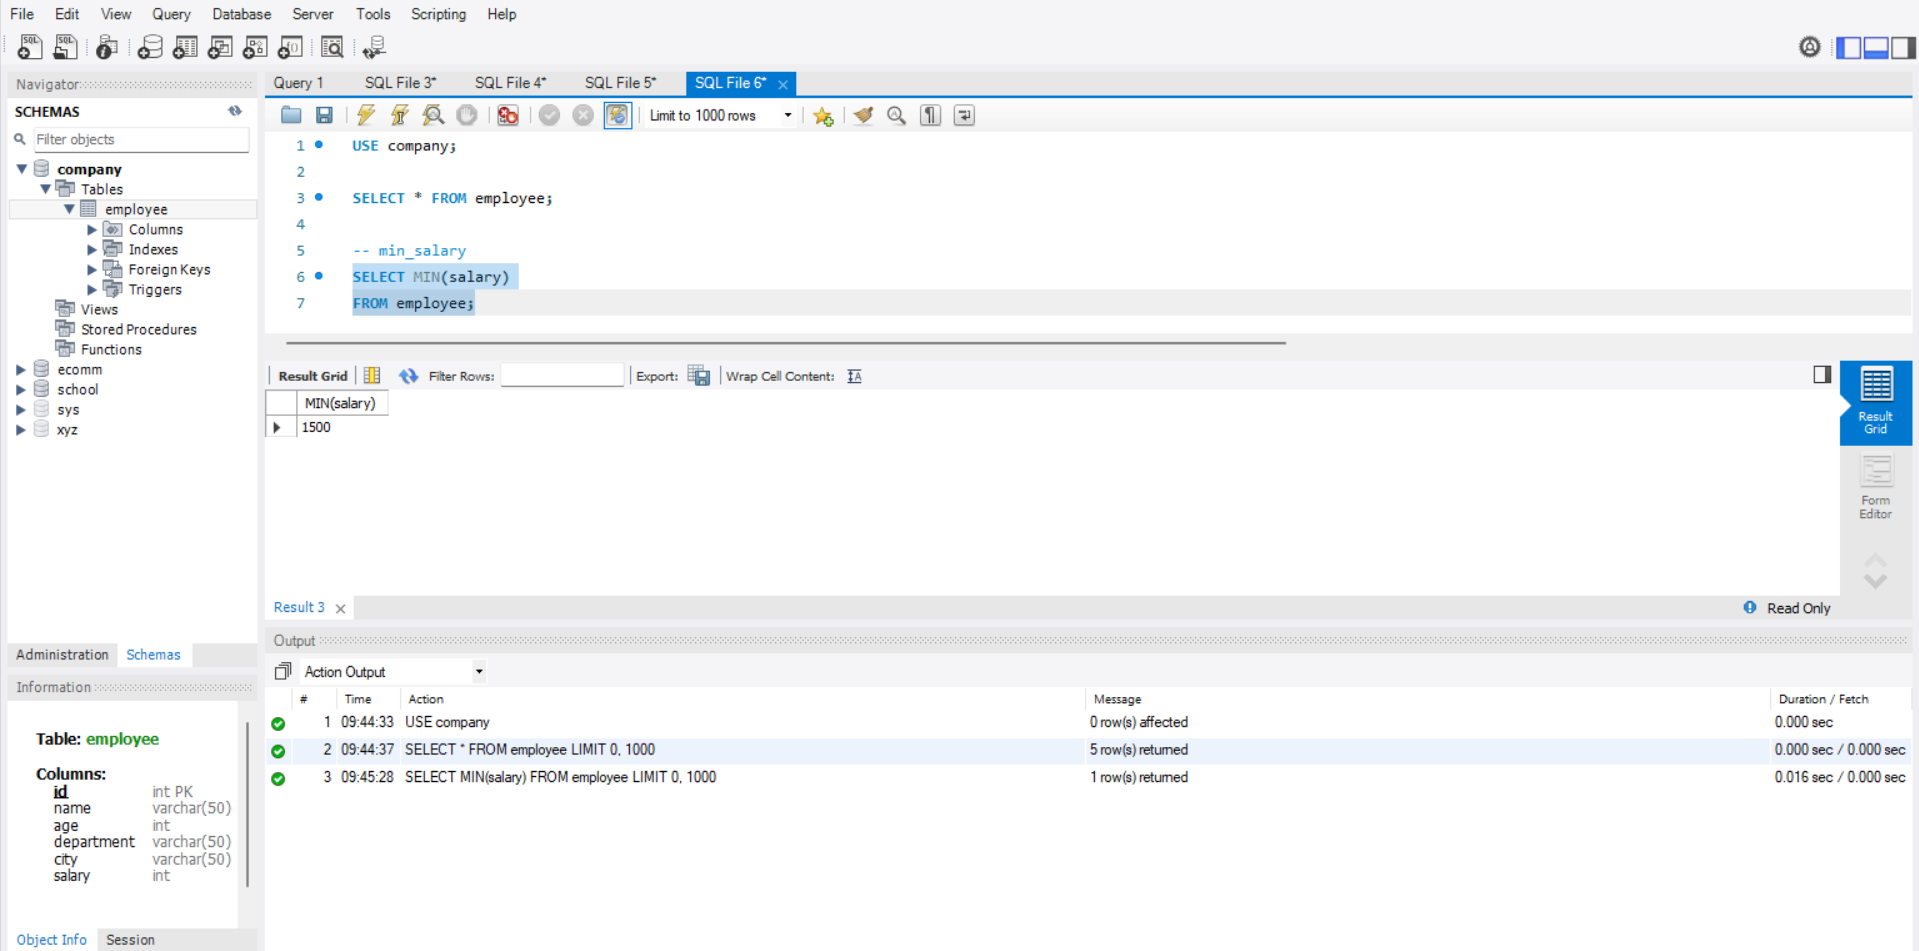 File Edit View Query Database Server Tools Scripting Help
Navigator
SCHEMAS
Filter objects
company
Tables
employee
Columns
Indexes
Foreign Keys
Triggers
Views
Stored Procedures
Functions
ecomm
school
sys
xyz
Administration Schemas
Information
Table: employee
Columns:
id int PK
name varchar(50)
age int
department varchar(50)
city varchar(50)
salary int
Object Info Session
Query 1 SQL File 3* SQL File 4* SQL File 5* SQL File 6*
Limit to 1000 rows
1 USE company;
2
3 SELECT * FROM employee;
4
5 -- min_salary
6 SELECT MIN(salary)
7 FROM employee;
Result Grid Filter Rows: Export: Wrap Cell Content:
MIN(salary)
1500
Result
Grid
Form
Editor
Result 3 Read Only
Output
Action Output
# Time Action Message Duration / Fetch
1 09:44:33 USE company 0 row(s) affected 0.000 sec
2 09:44:37 SELECT * FROM employee LIMIT 0, 1000 5 row(s) returned 0.000 sec / 0.000 sec
3 09:45:28 SELECT MIN(salary) FROM employee LIMIT 0, 1000 1 row(s) returned 0.016 sec / 0.000 sec